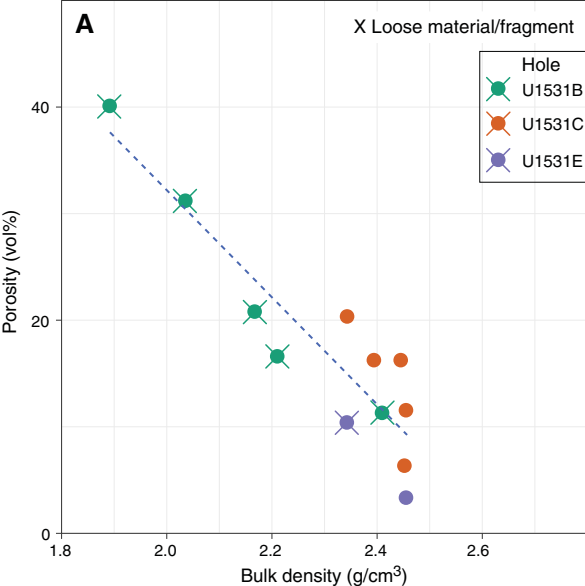 A
X Loose material/fragment
Hole
U1531B
U1531C
U1531E
Porosity (vol%)
40
20
0
1.8 2.0 2.2 2.4 2.6
Bulk density (g/cm³)